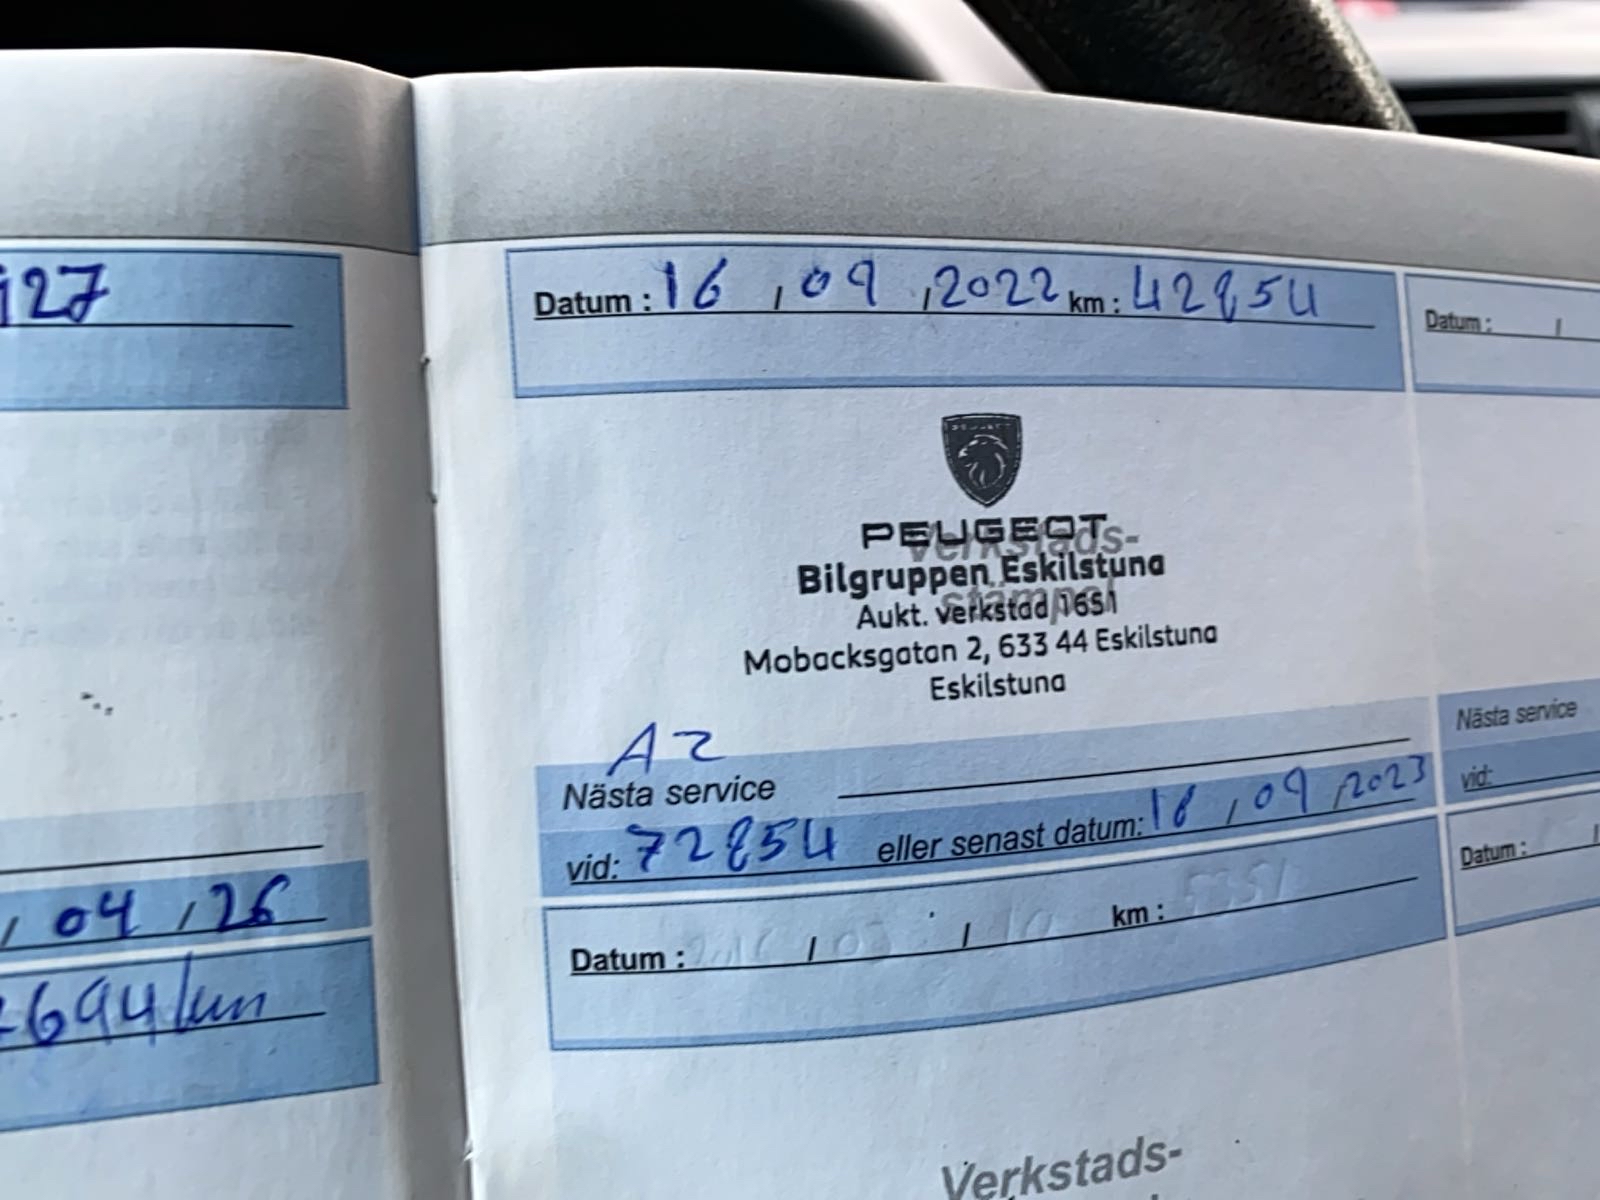 127
, 04 , 26
694 km
Datum : 16 , 09 , 2022 km : 42854
PEUGEOT
Verkstads-
Bilgruppen Eskilstuna
stämpel
Aukt. verkstad 1651
Mobacksgatan 2, 633 44 Eskilstuna
Eskilstuna
A2
Nästa service
vid: 72854 eller senast datum: 16 , 09 , 2023
Datum : / / km :
Verkstads-
Datum : /
Nästa service
vid:
Datum : /